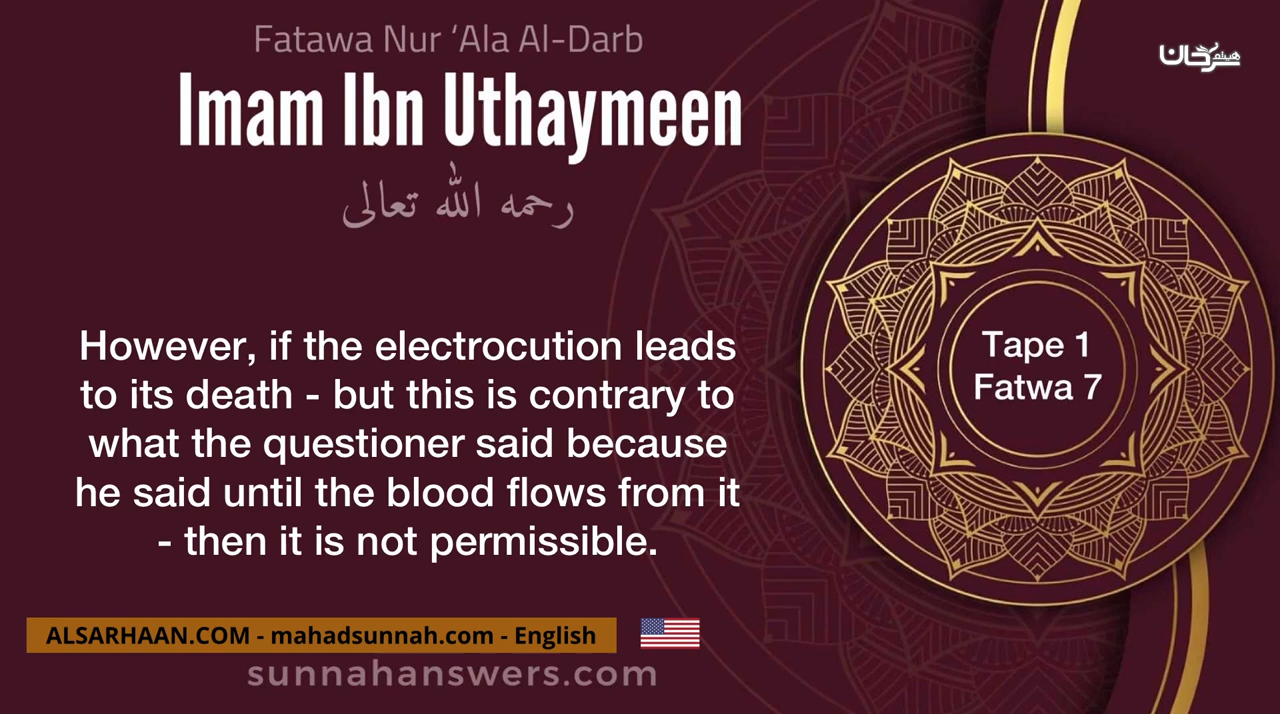 Fatawa Nur ‘Ala Al-Darb
Imam Ibn Uthaymeen
رحمه الله تعالى
هيثم
سرحان
However, if the electrocution leads
to its death - but this is contrary to
what the questioner said because
he said until the blood flows from it
- then it is not permissible.
Tape 1
Fatwa 7
ALSARHAAN.COM - mahadsunnah.com - English
sunnahanswers.com